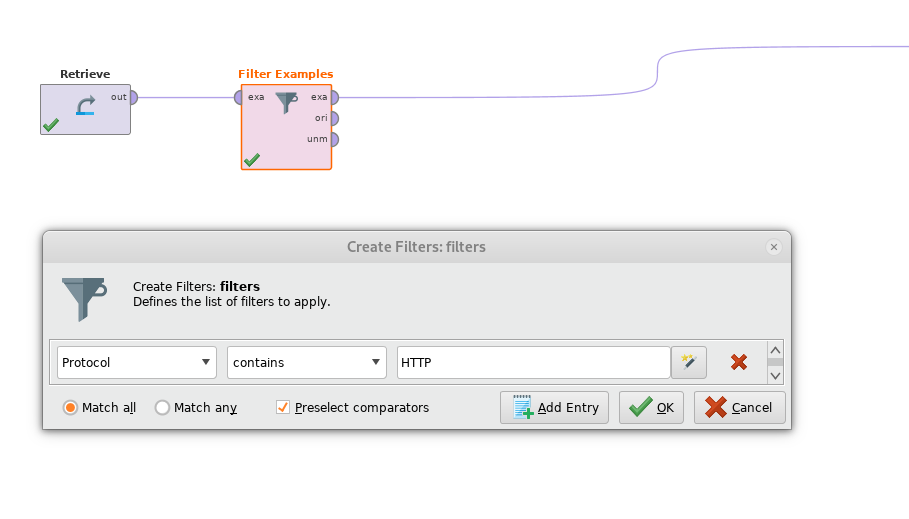 Retrieve
out
Filter Examples
exa exa
ori
unm
Create Filters: filters
Create Filters: filters
Defines the list of filters to apply.
Protocol contains HTTP
Match all Match any Preselect comparators Add Entry OK Cancel